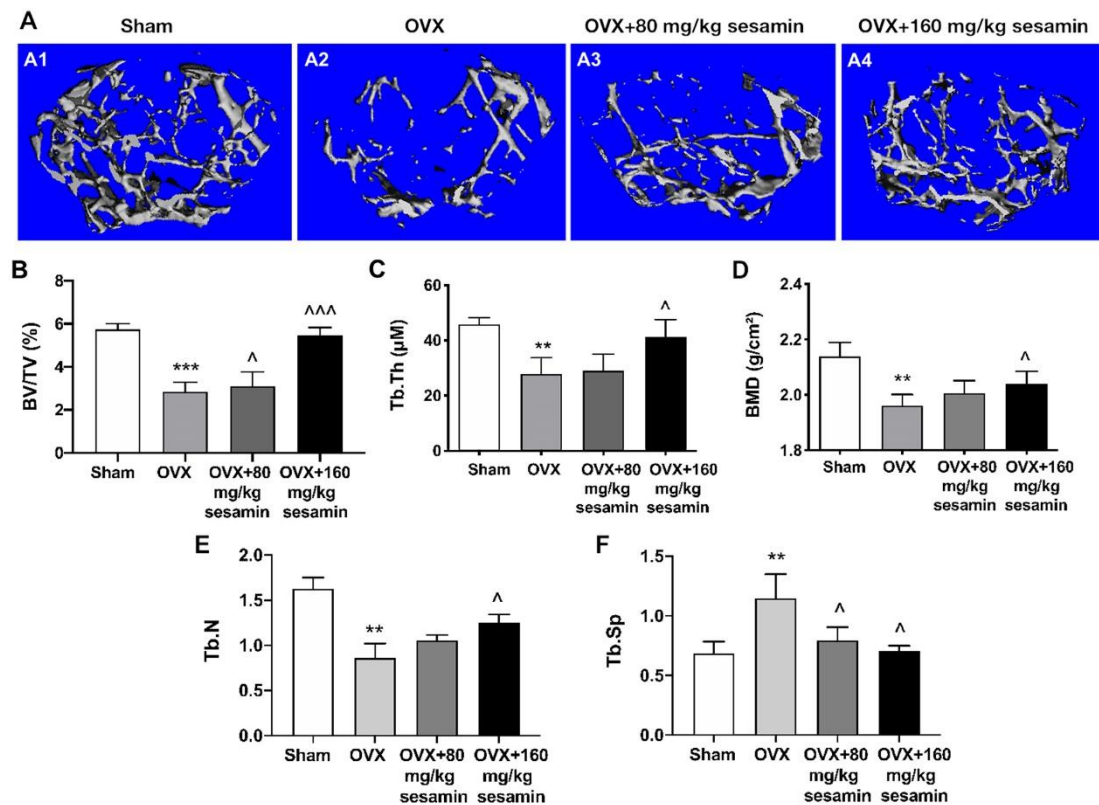 A
Sham
OVX
OVX+80 mg/kg sesamin
OVX+160 mg/kg sesamin
A1
A2
A3
A4
B
BV/TV (%)
8
6
4
2
0
***
^
^^^
Sham
OVX
OVX+80
mg/kg
sesamin
OVX+160
mg/kg
sesamin
C
Tb.Th (µM)
60
40
20
0
**
^
Sham
OVX
OVX+80
mg/kg
sesamin
OVX+160
mg/kg
sesamin
D
BMD (g/cm²)
2.4
2.2
2.0
1.8
**
^
Sham
OVX
OVX+80
mg/kg
sesamin
OVX+160
mg/kg
sesamin
E
Tb.N
2.0
1.5
1.0
0.5
0.0
**
^
Sham
OVX
OVX+80
mg/kg
sesamin
OVX+160
mg/kg
sesamin
F
Tb.Sp
1.5
1.0
0.5
0.0
**
^
^
Sham
OVX
OVX+80
mg/kg
sesamin
OVX+160
mg/kg
sesamin